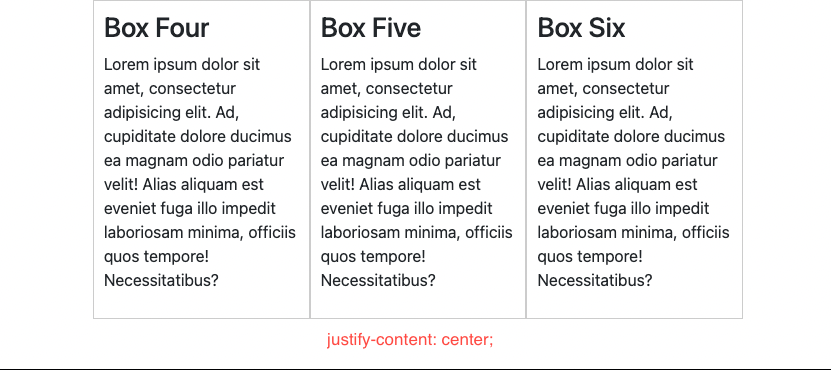 Box Four
Lorem ipsum dolor sit
amet, consectetur
adipisicing elit. Ad,
cupiditate dolore ducimus
ea magnam odio pariatur
velit! Alias aliquam est
eveniet fuga illo impedit
laboriosam minima, officiis
quos tempore!
Necessitatibus?
Box Five
Lorem ipsum dolor sit
amet, consectetur
adipisicing elit. Ad,
cupiditate dolore ducimus
ea magnam odio pariatur
velit! Alias aliquam est
eveniet fuga illo impedit
laboriosam minima, officiis
quos tempore!
Necessitatibus?
Box Six
Lorem ipsum dolor sit
amet, consectetur
adipisicing elit. Ad,
cupiditate dolore ducimus
ea magnam odio pariatur
velit! Alias aliquam est
eveniet fuga illo impedit
laboriosam minima, officiis
quos tempore!
Necessitatibus?
justify-content: center;